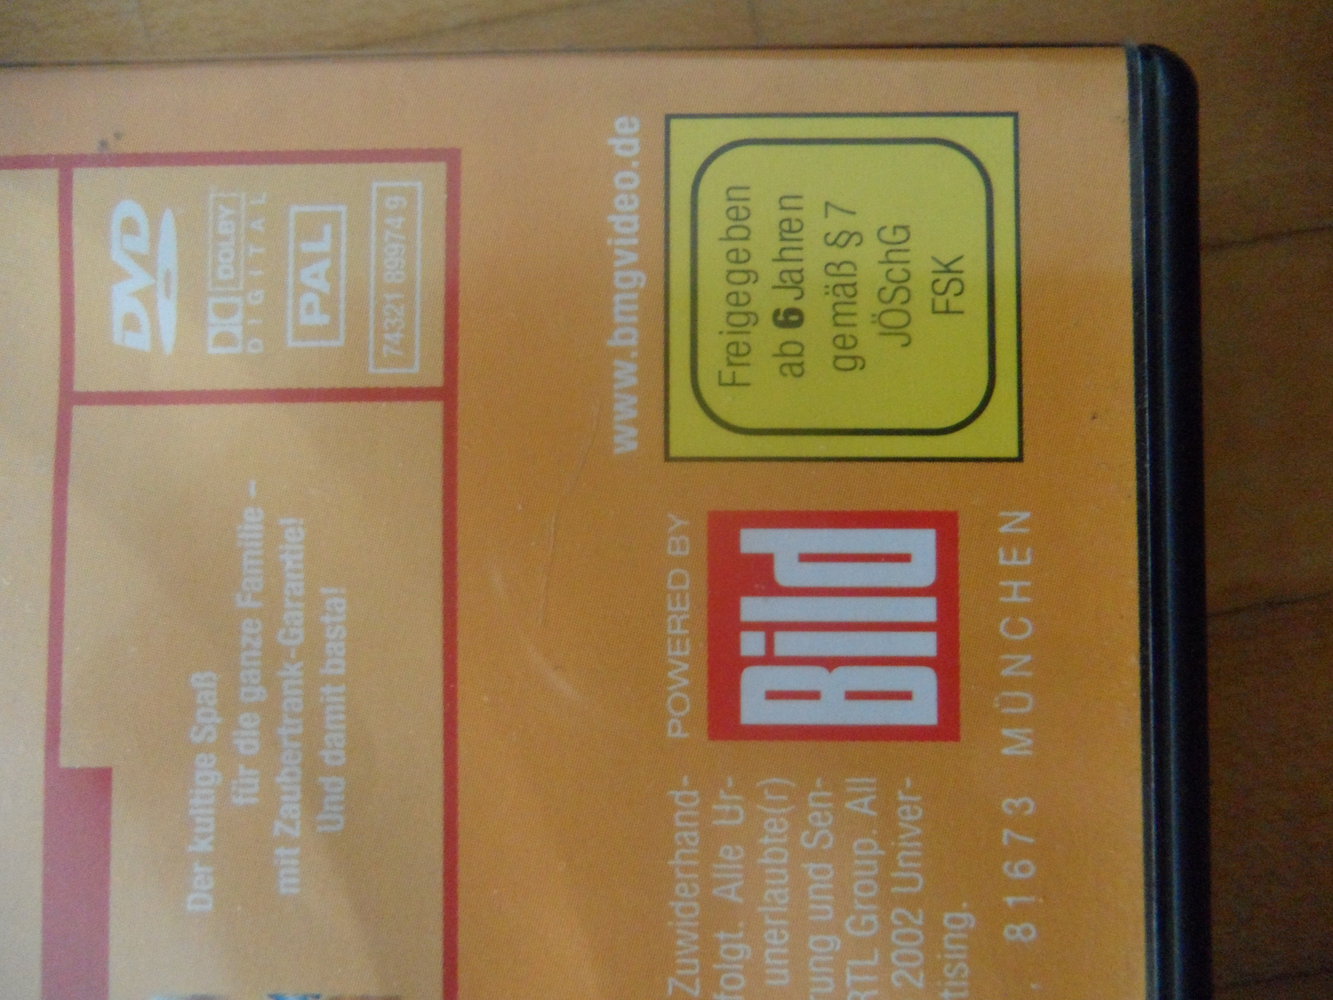 Der kultige Spaß
für die ganze Familie –
mit Zaubertrank-Garantie!
Und damit basta!
DVD
DOLBY
DIGITAL
PAL
74321 89974 9
www.bmgvideo.de
Zuwiderhand-
folgt. Alle Ur-
unerlaubte(r)
rung und Sen-
RTL Group. All
2002 Univer-
tising.
POWERED BY
Bild
Freigegeben
ab 6 Jahren
gemäß § 7
JÖSchG
FSK
. 81673 MÜNCHEN